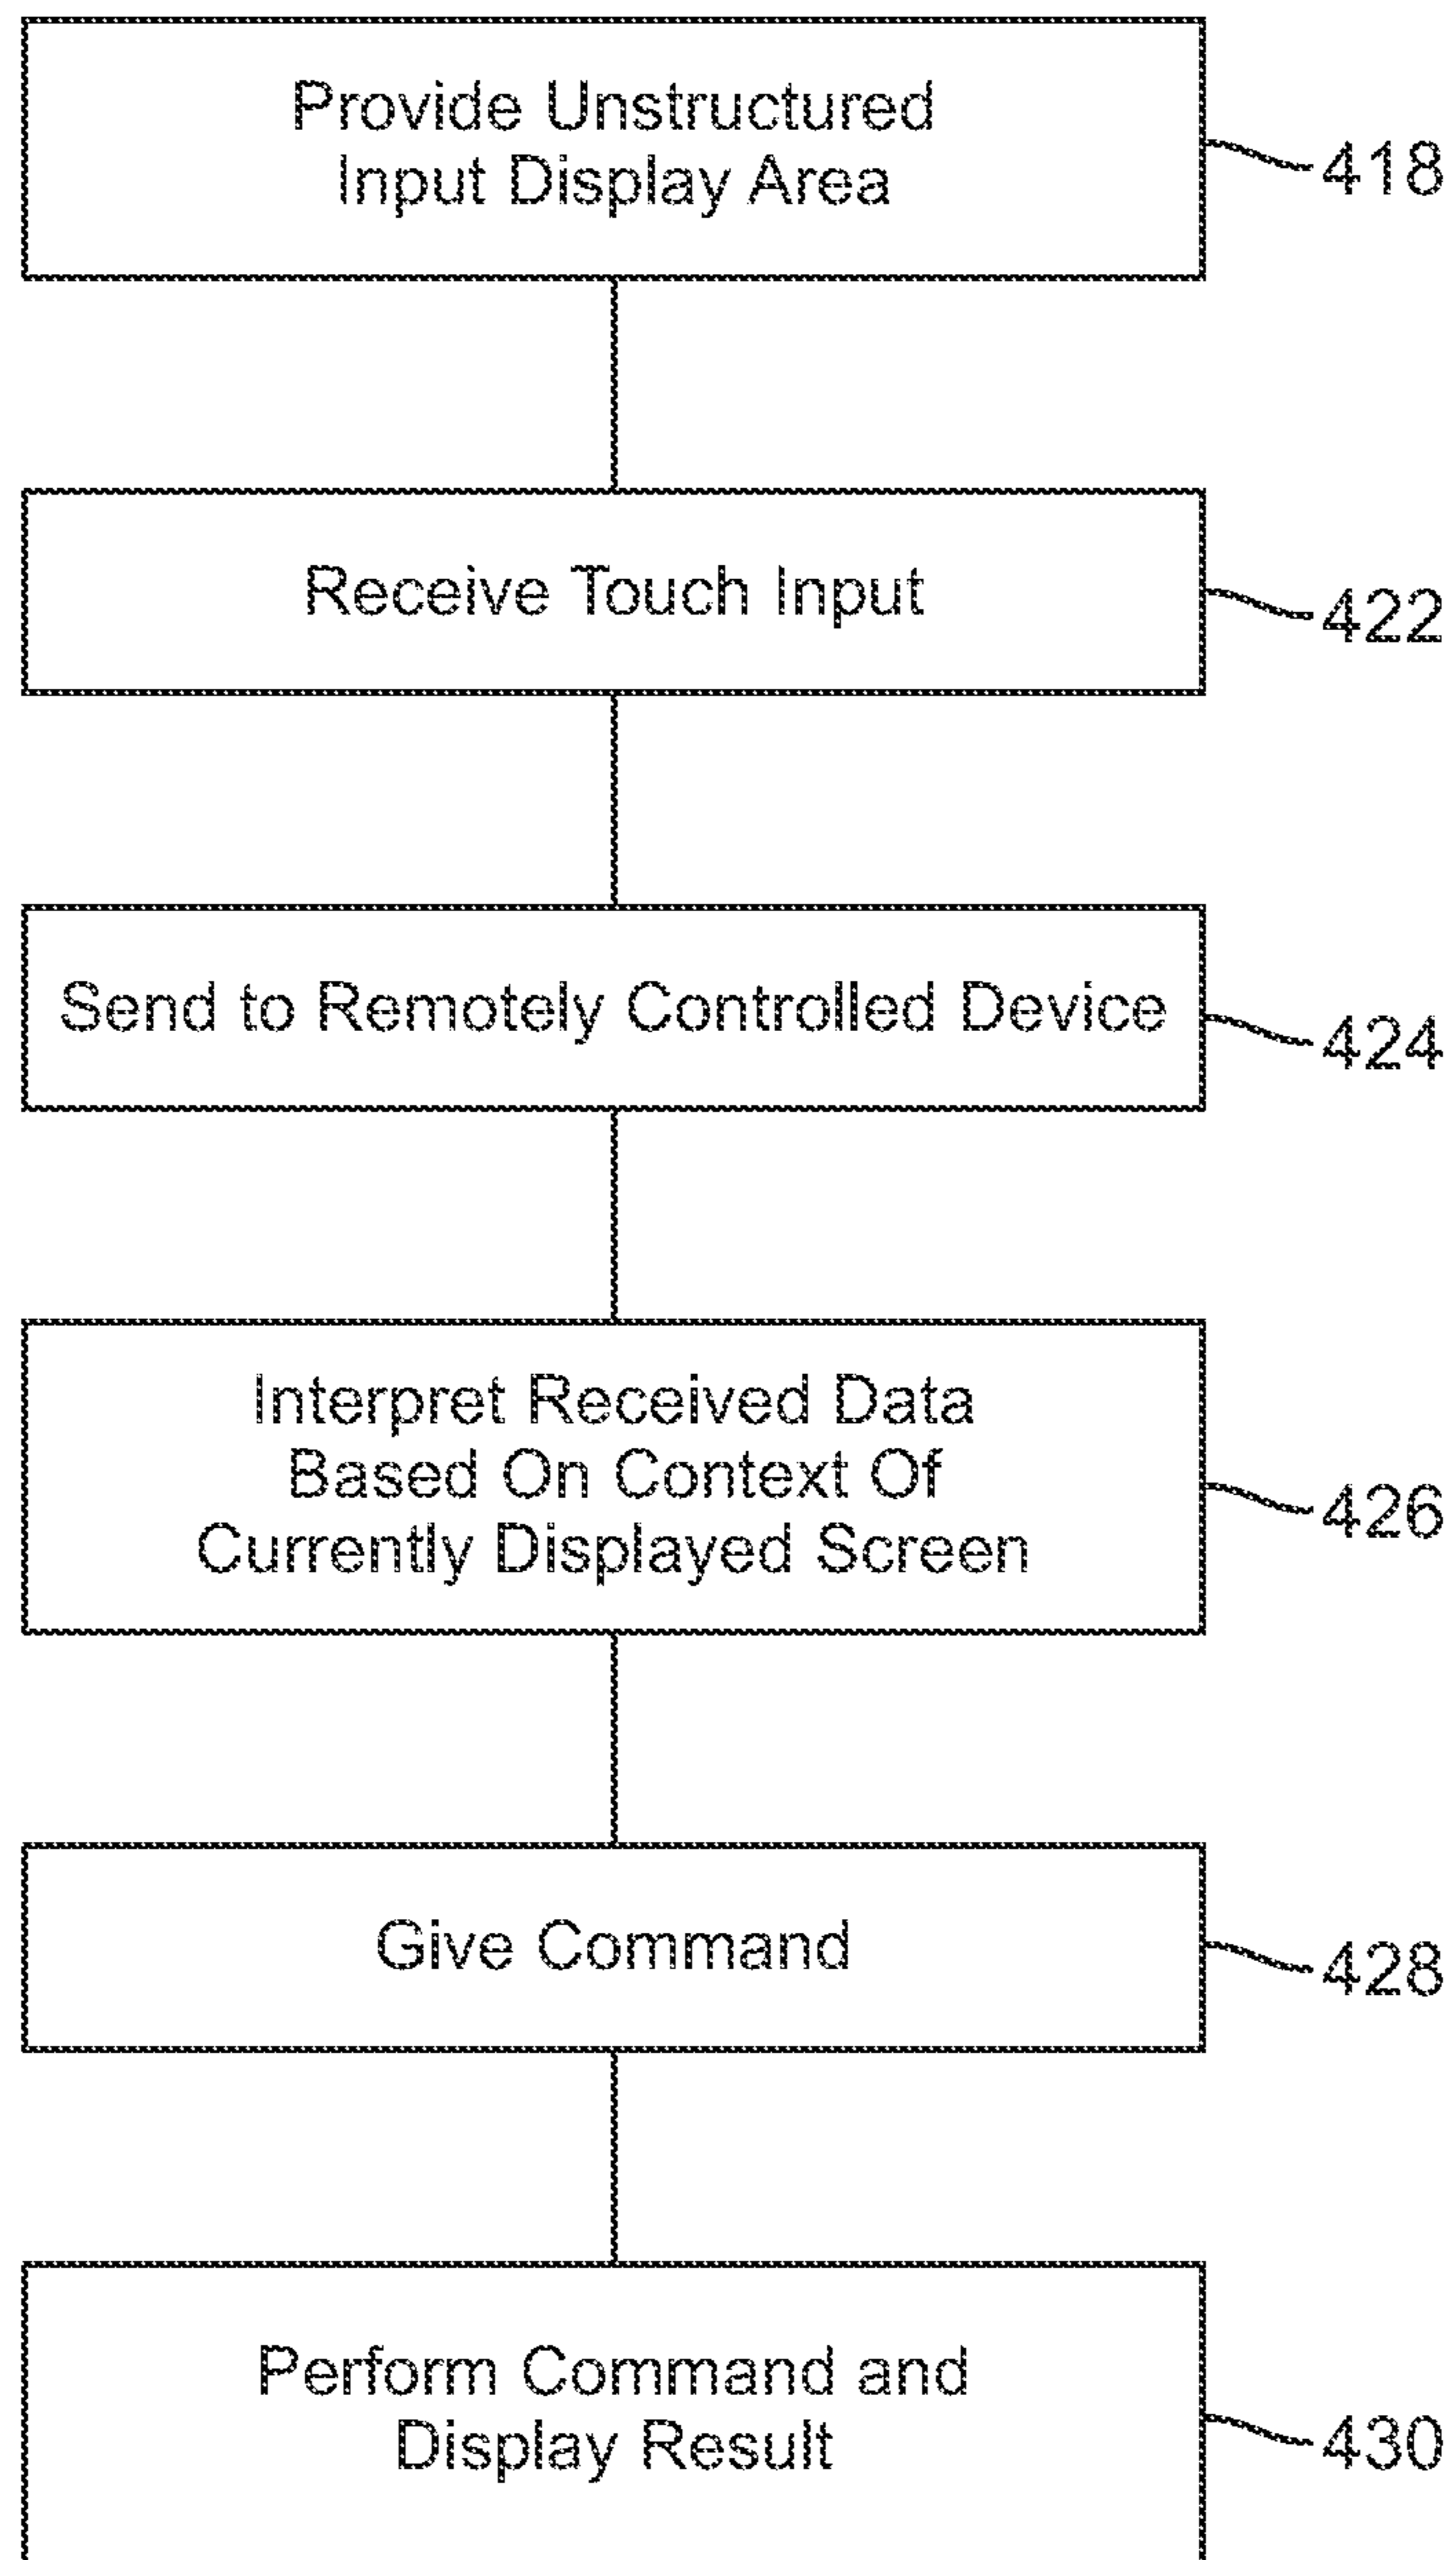 Provide Unstructured
Input Display Area
418
Receive Touch Input
422
Send to Remotely Controlled Device
424
Interpret Received Data
Based On Context Of
Currently Displayed Screen
426
Give Command
428
Perform Command and
Display Result
430